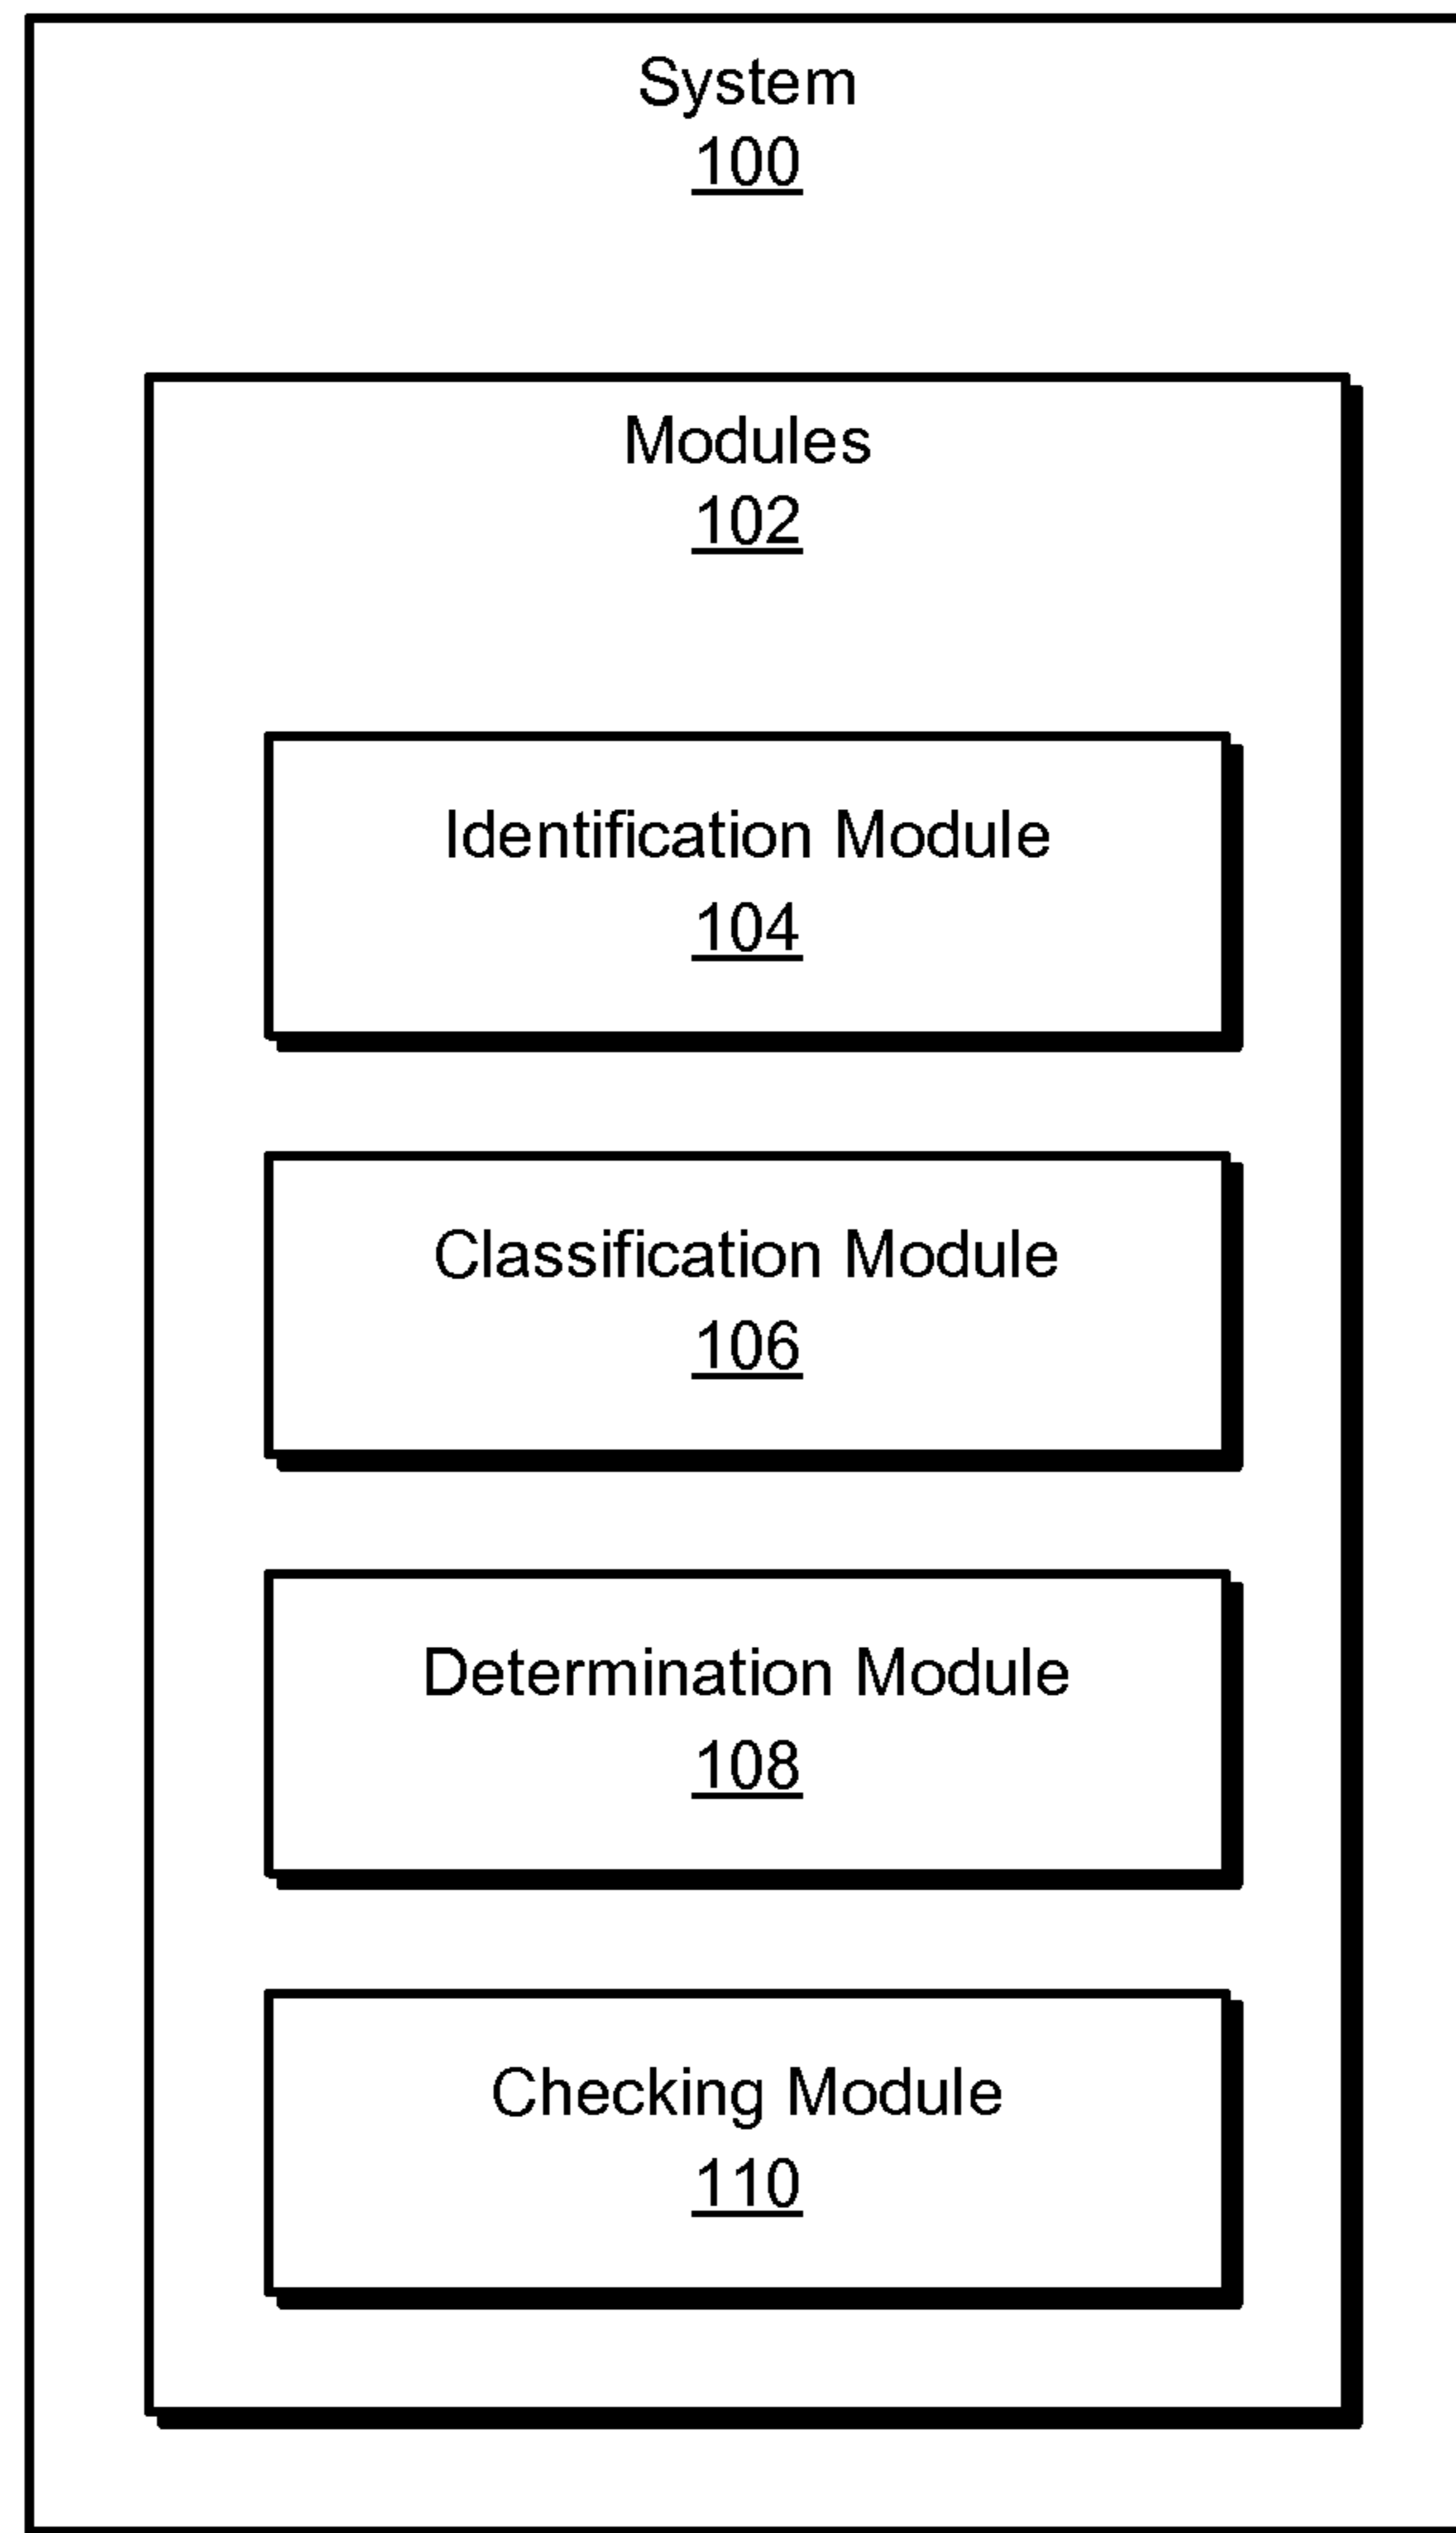 System
100
Modules
102
Identification Module
104
Classification Module
106
Determination Module
108
Checking Module
110